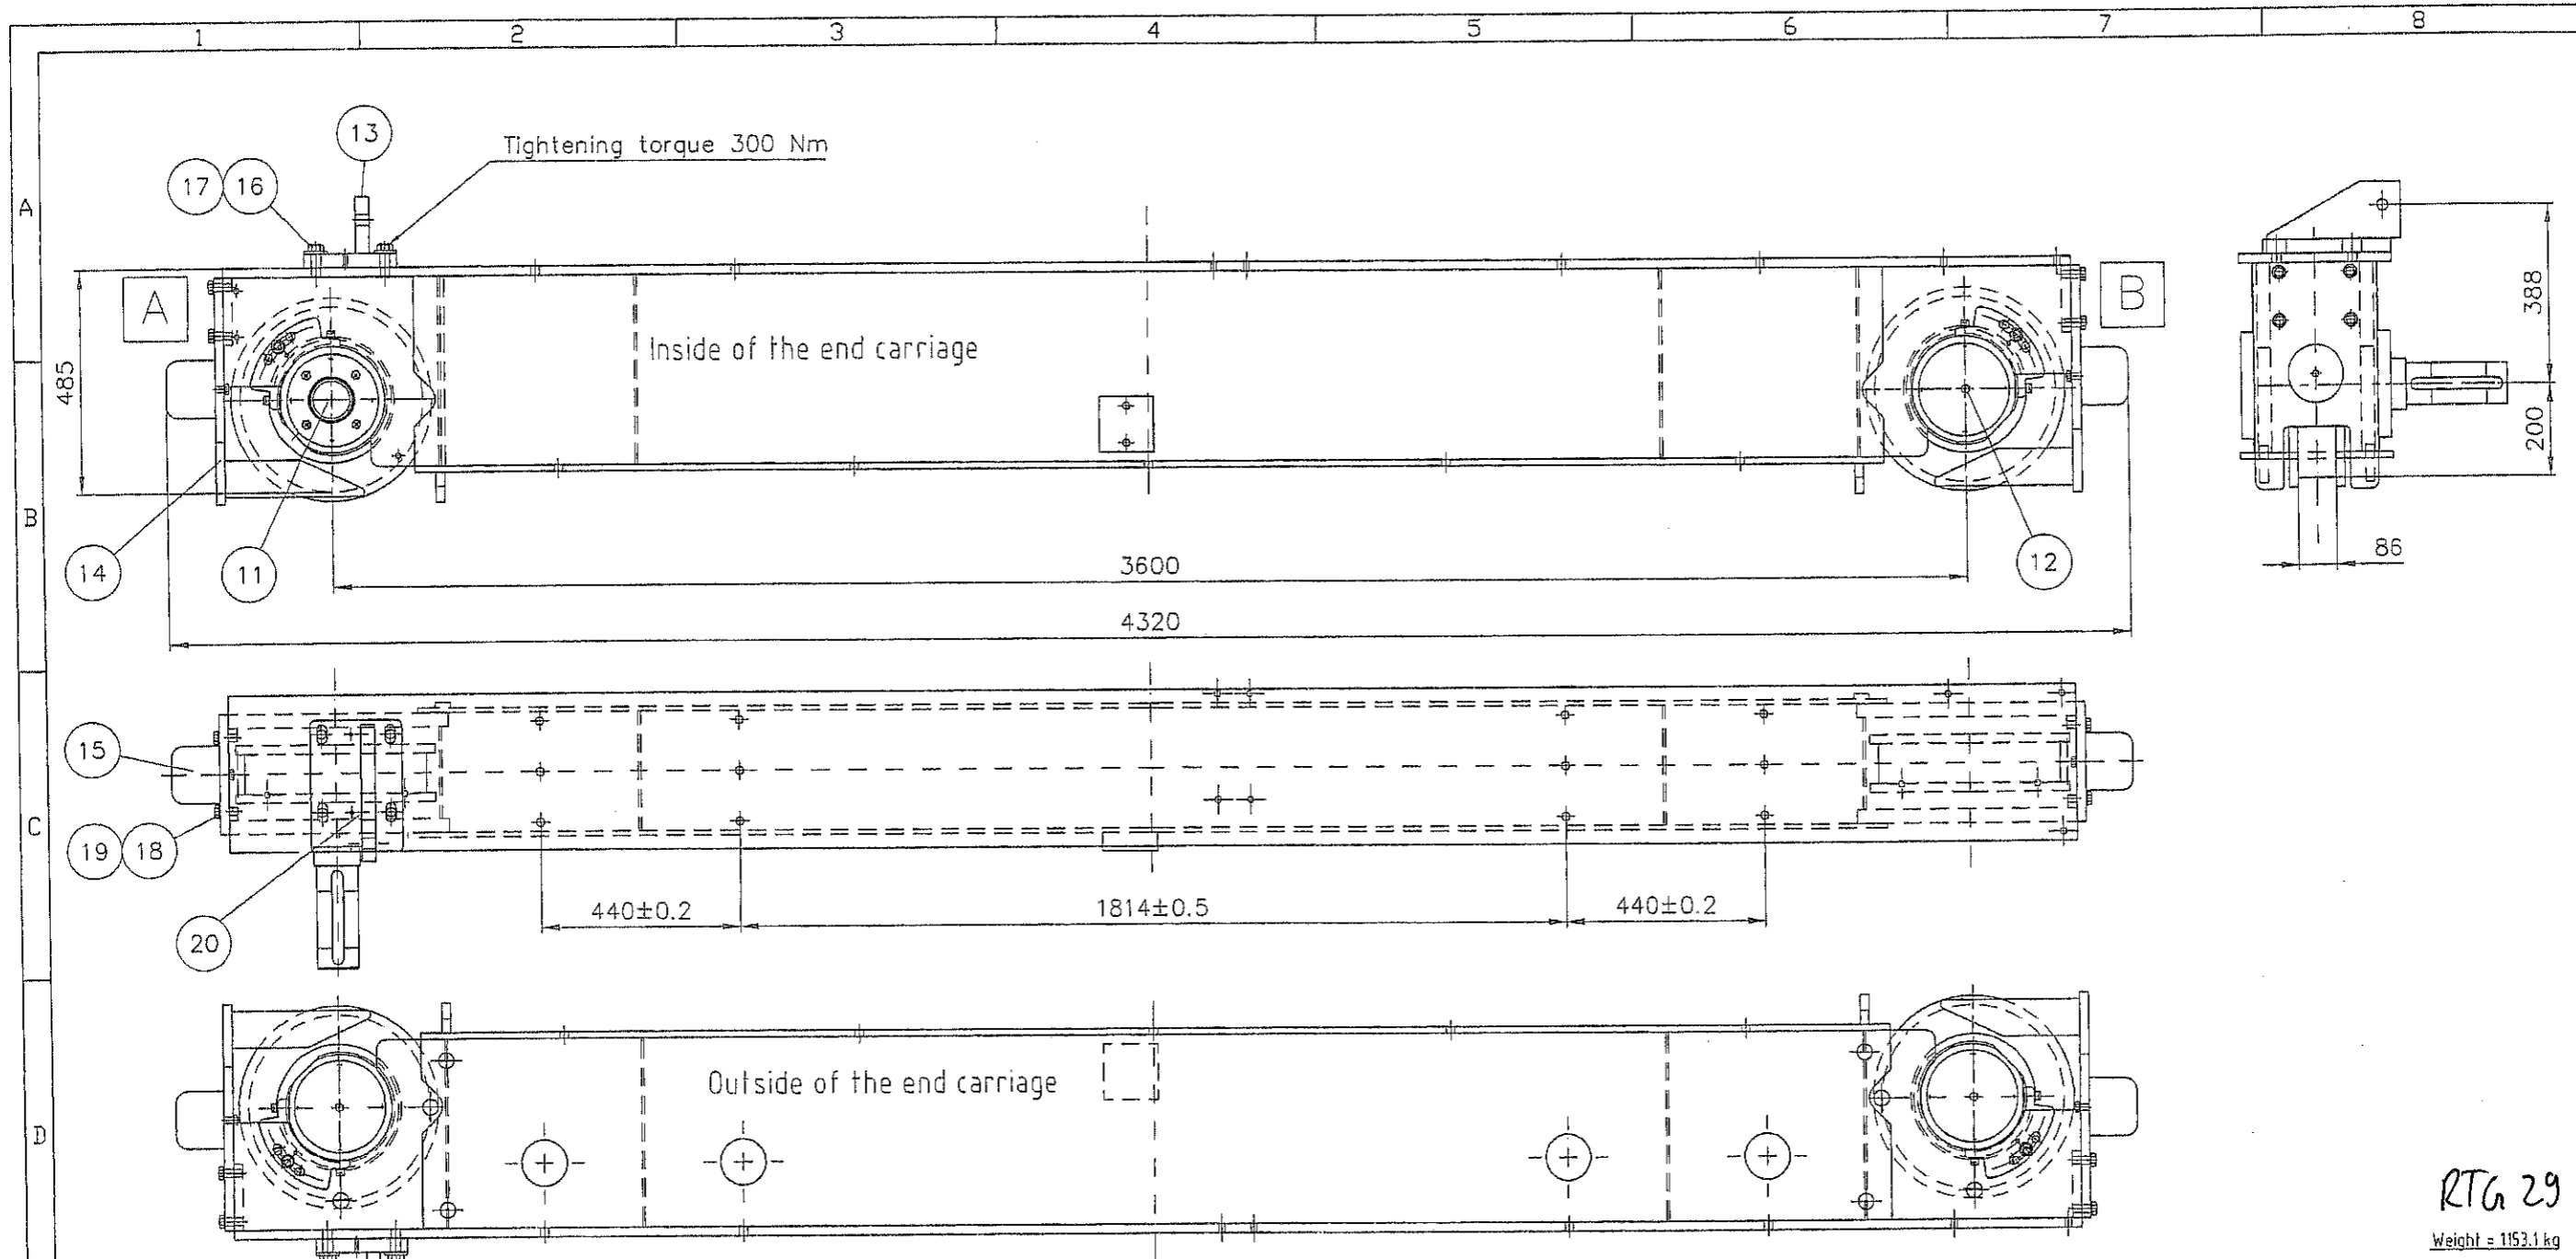 1 2 3 4 5 6 7 8
A
B
C
D
13
Tightening torque 300 Nm
17 16
A
B
485
Inside of the end carriage
388
200
86
14
11
12
3600
4320
15
19 18
20
440±0.2
1814±0.5
440±0.2
Outside of the end carriage
RTG 29
Weight = 1153.1 kg